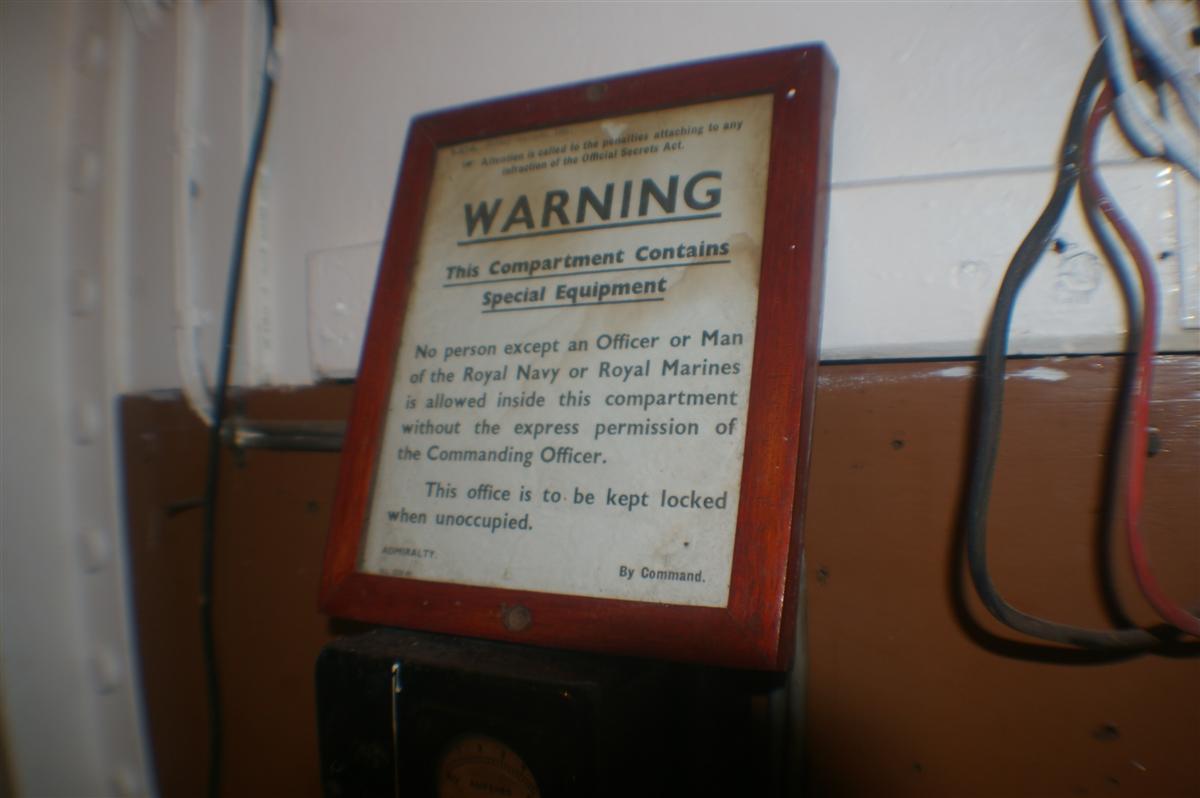 Attention is called to the penalties attaching to any
infraction of the Official Secrets Act.
WARNING
This Compartment Contains
Special Equipment
No person except an Officer or Man
of the Royal Navy or Royal Marines
is allowed inside this compartment
without the express permission of
the Commanding Officer.
This office is to be kept locked
when unoccupied.
ADMIRALTY.
By Command.